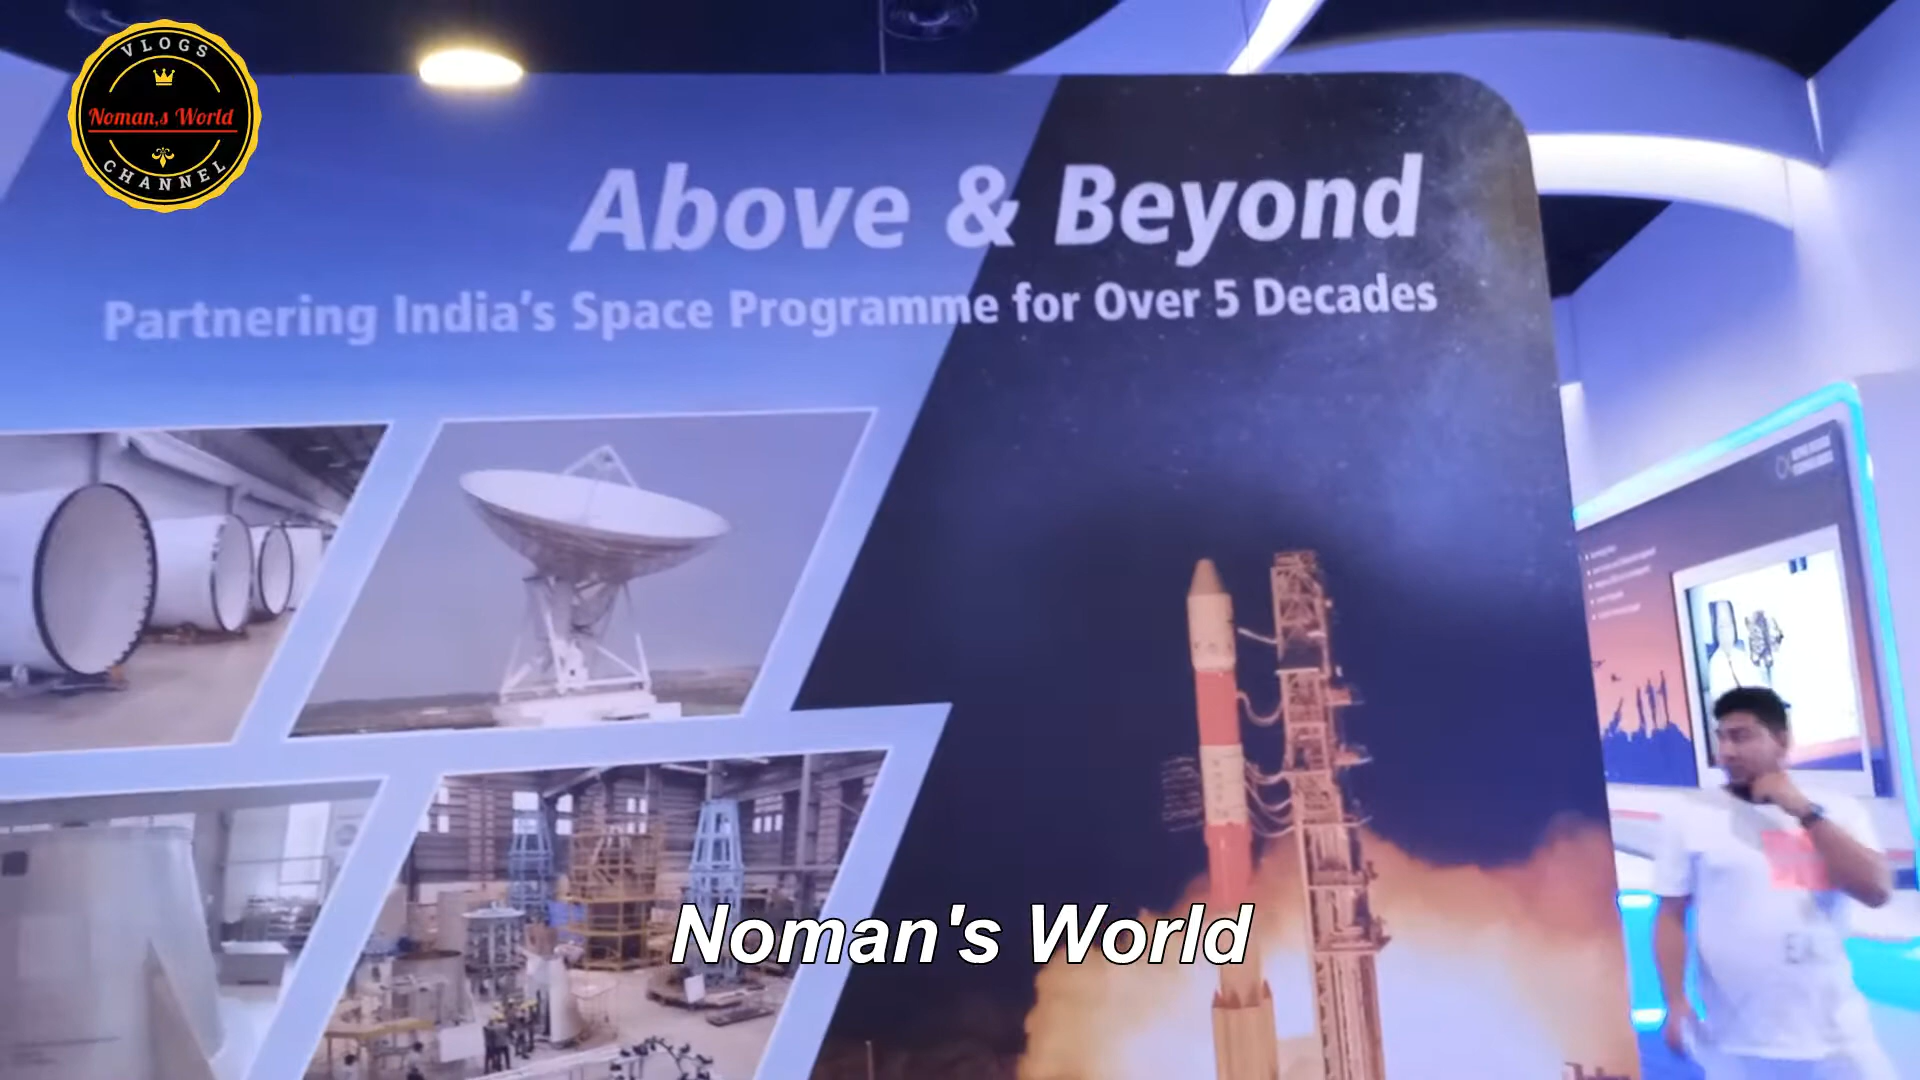 VLOGS
Noman,s World
CHANNEL
Above & Beyond
Partnering India's Space Programme for Over 5 Decades
Noman's World